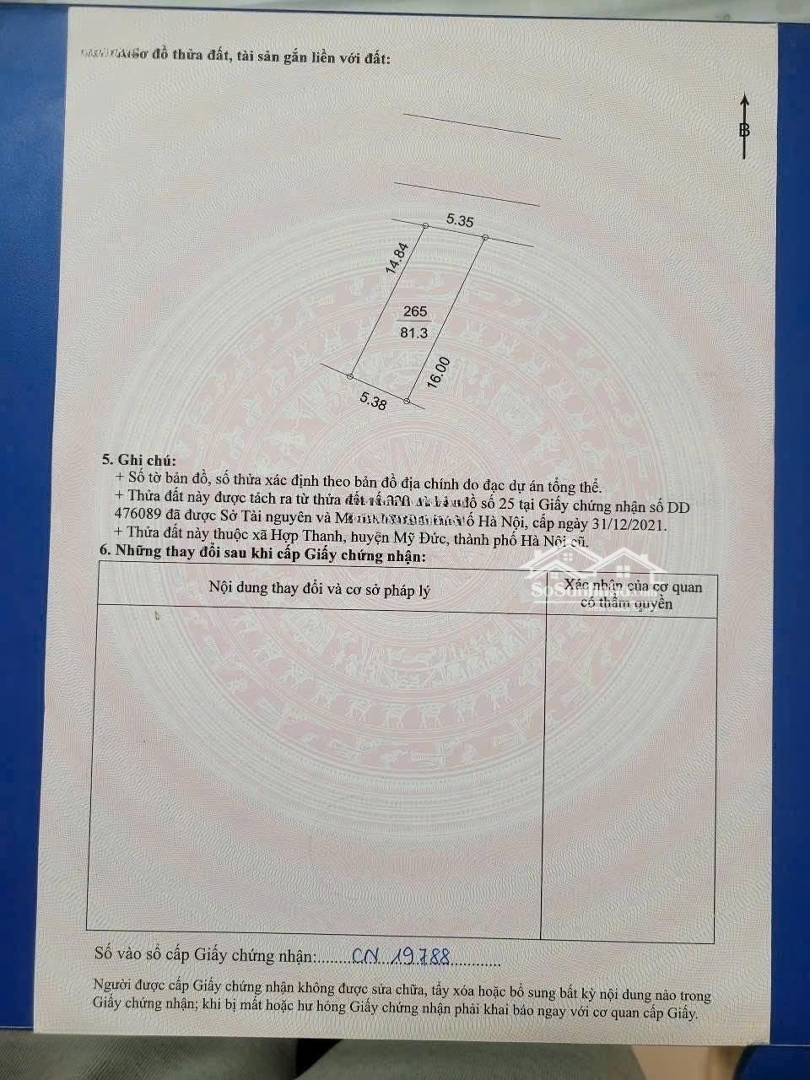 đồ thửa đất, tài sản gắn liền với đất:
B
5.35
14.84
265
81.3
16.00
5.38
5. Ghi chú:
+ Số tờ bản đồ, số thửa xác định theo bản đồ địa chính đo đạc dự án tổng thể.
+ Thửa đất này được tách ra từ thửa đất số 25 tại Giấy chứng nhận số DD
476089 đã được Sở Tài nguyên và Hà Nội, cấp ngày 31/12/2021.
+ Thửa đất này thuộc xã Hợp Thanh, huyện Mỹ Đức, thành phố Hà Nội cũ.
6. Những thay đổi sau khi cấp Giấy chứng nhận:
Nội dung thay đổi và cơ sở pháp lý
Xác nhận của cơ quan
có thẩm quyền
Số vào sổ cấp Giấy chứng nhận:......CN 19788............
Người được cấp Giấy chứng nhận không được sửa chữa, tẩy xóa hoặc bổ sung bất kỳ nội dung nào trong
Giấy chứng nhận; khi bị mất hoặc hư hỏng Giấy chứng nhận phải khai báo ngay với cơ quan cấp Giấy.